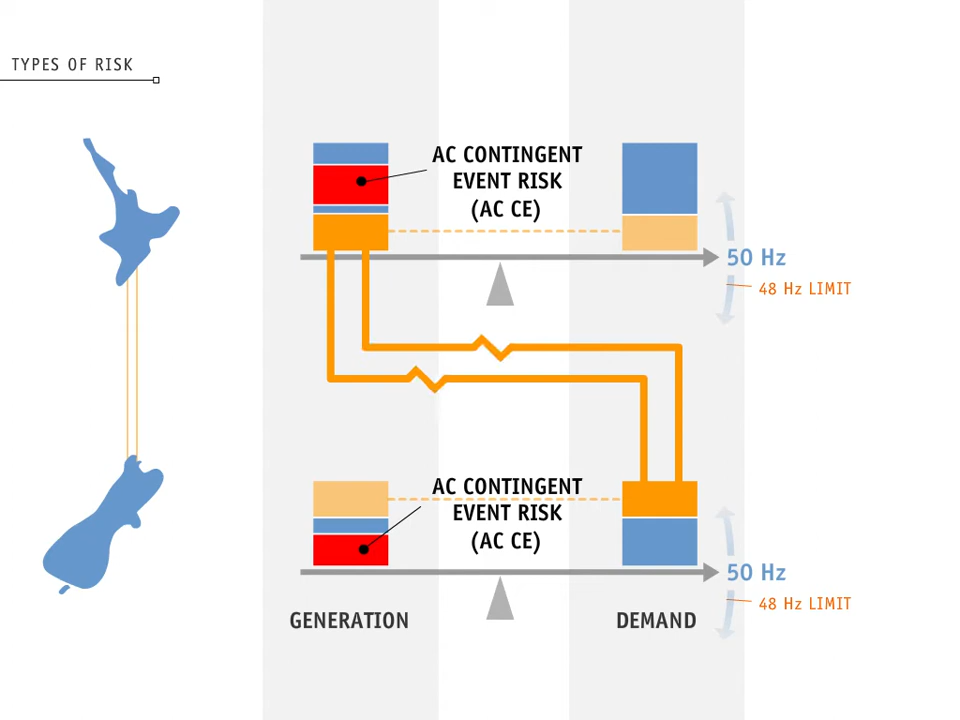 TYPES OF RISK
AC CONTINGENT
EVENT RISK
(AC CE)
50 Hz
48 Hz LIMIT
AC CONTINGENT
EVENT RISK
(AC CE)
50 Hz
48 Hz LIMIT
GENERATION
DEMAND